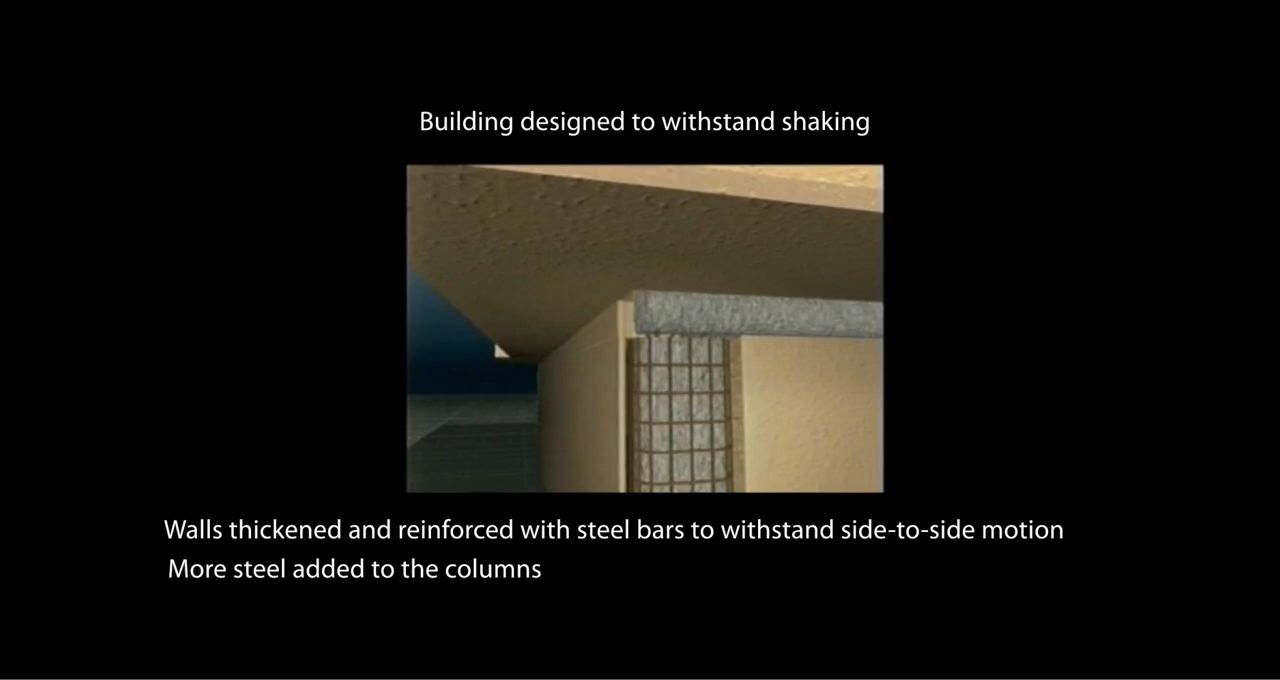 Building designed to withstand shaking
Walls thickened and reinforced with steel bars to withstand side-to-side motion
More steel added to the columns